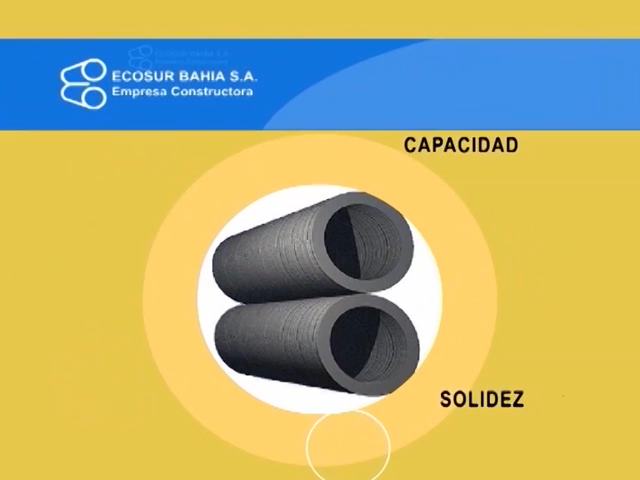 ECOSUR BAHIA S.A.
Empresa Constructora
CAPACIDAD
SOLIDEZ